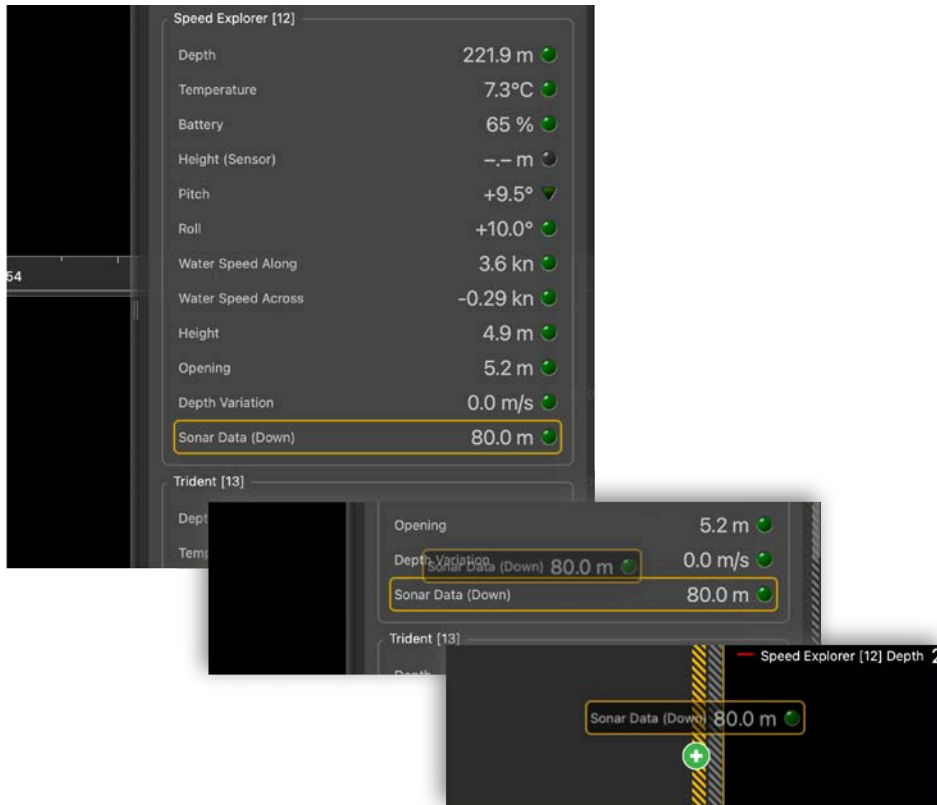 Speed Explorer [12]
Depth 221.9 m
Temperature 7.3°C
Battery 65 %
Height (Sensor) –.– m
Pitch +9.5°
Roll +10.0°
Water Speed Along 3.6 kn
54
Water Speed Across -0.29 kn
Height 4.9 m
Opening 5.2 m
Depth Variation 0.0 m/s
Sonar Data (Down) 80.0 m
Trident [13]
Opening 5.2 m
Depth Variation 0.0 m/s
Sonar Data (Down) 80.0 m
Sonar Data (Down) 80.0 m
Trident [13]
Speed Explorer [12] Depth
Sonar Data (Down) 80.0 m